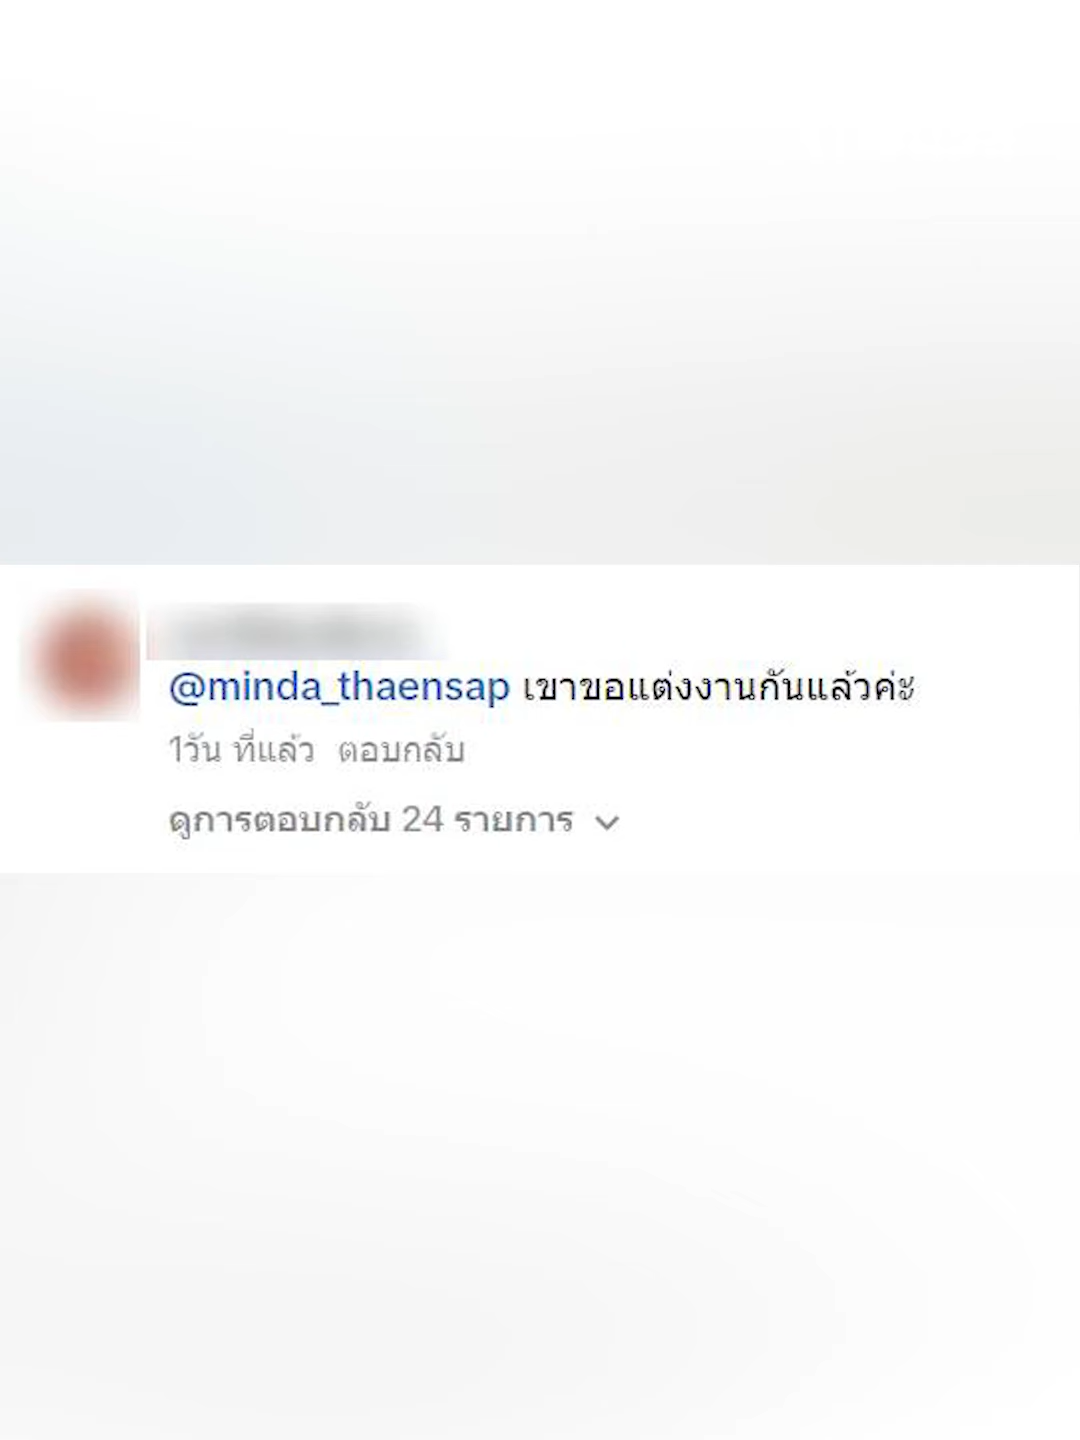 @minda_thaensap เขาขอแต่งงานกันแล้วค่ะ
1วัน ที่แล้ว ตอบกลับ
ดูการตอบกลับ 24 รายการ